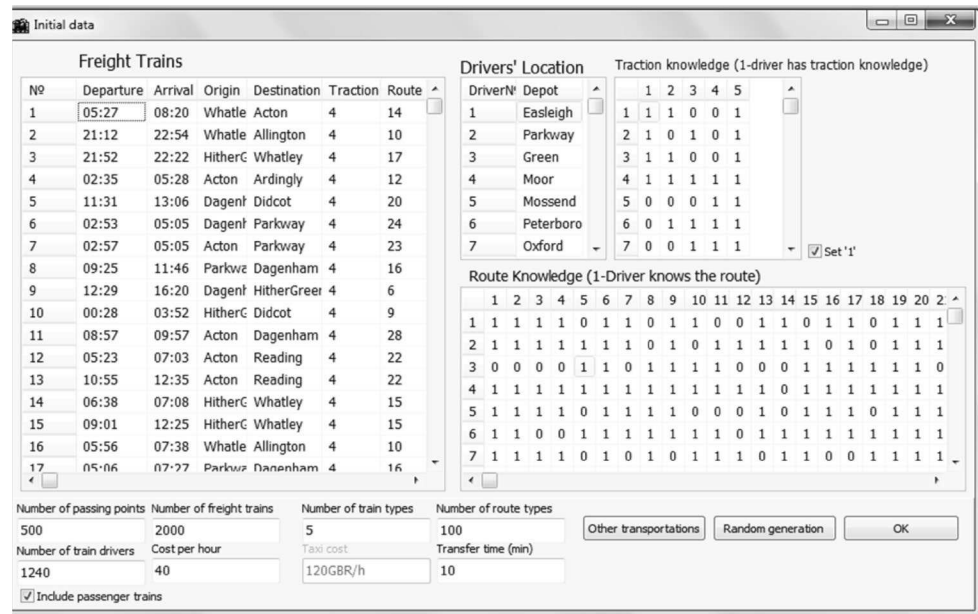 Initial data
Freight Trains
Nº Departure Arrival Origin Destination Traction Route
1 05:27 08:20 Whatle Acton 4 14
2 21:12 22:54 Whatle Allington 4 10
3 21:52 22:22 HitherG Whatley 4 17
4 02:35 05:28 Acton Ardingly 4 12
5 11:31 13:06 Dagenh Didcot 4 20
6 02:53 05:05 Dagenh Parkway 4 24
7 02:57 05:05 Acton Parkway 4 23
8 09:25 11:46 Parkwa Dagenham 4 16
9 12:29 16:20 Dagenh HitherGreer 4 6
10 00:28 03:52 HitherG Didcot 4 9
11 08:57 09:57 Acton Dagenham 4 28
12 05:23 07:03 Acton Reading 4 22
13 10:55 12:35 Acton Reading 4 22
14 06:38 07:08 HitherG Whatley 4 15
15 09:01 12:25 HitherG Whatley 4 15
16 05:56 07:38 Whatle Allington 4 10
17 05:06 07:27 Parkwa Dagenham 4 16
Drivers' Location
DriverNº Depot
1 Easleigh
2 Parkway
3 Green
4 Moor
5 Mossend
6 Peterboro
7 Oxford
Traction knowledge (1-driver has traction knowledge)
1 2 3 4 5
1 1 1 0 0 1
2 1 0 1 0 1
3 1 1 0 0 1
4 1 1 1 1 1
5 0 0 0 1 1
6 0 1 1 1 1
7 0 0 1 1 1
Set '1'
Route Knowledge (1-Driver knows the route)
1 2 3 4 5 6 7 8 9 10 11 12 13 14 15 16 17 18 19 20 2
1 1 1 1 1 0 1 1 0 1 1 0 0 1 1 0 1 1 0 1 1 1
2 1 1 1 1 1 1 1 0 1 0 1 1 1 1 1 0 1 0 1 1 1
3 0 0 0 0 1 1 0 1 1 1 1 0 0 0 1 1 1 1 1 1 0
4 1 1 1 1 1 1 1 1 1 1 1 1 1 0 1 1 1 1 1 1 1
5 1 1 1 1 0 1 1 1 1 0 0 0 1 0 1 1 1 0 1 1 1
6 1 1 0 0 1 1 1 1 1 1 1 0 1 1 1 1 1 1 1 1 1
7 1 1 1 1 0 1 0 1 1 1 1 1 0 1 1 0 0 1 1 1 1
Number of passing points Number of freight trains Number of train types Number of route types
500 2000 5 100
Other transportations Random generation OK
Number of train drivers Cost per hour Taxi cost Transfer time (min)
1240 40 120GBR/h 10
Include passenger trains